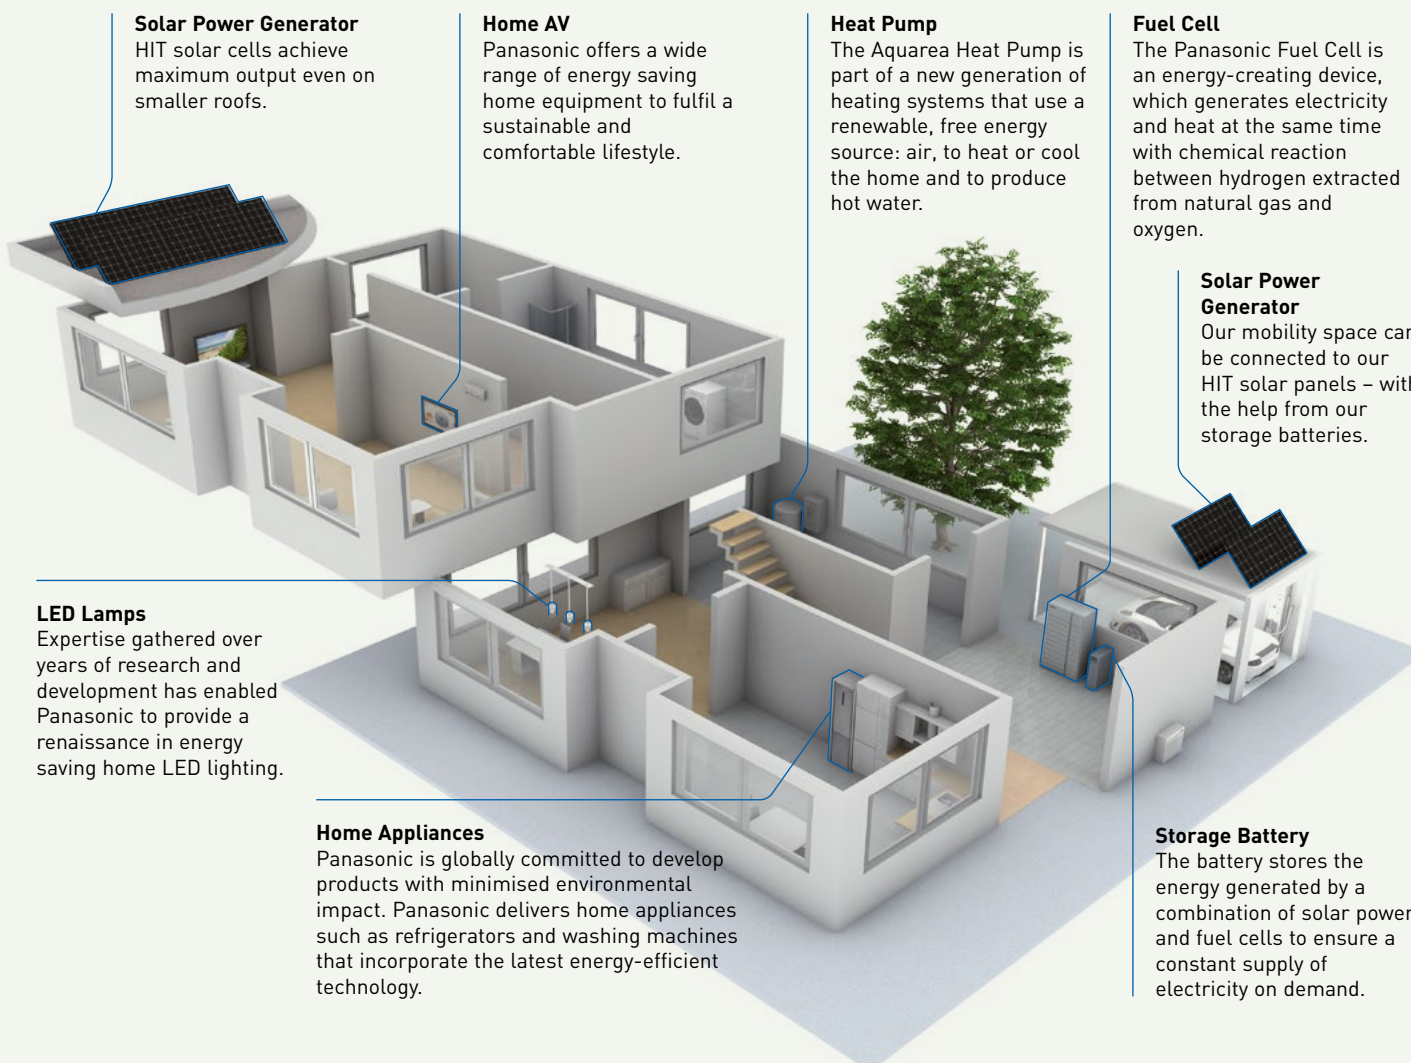 Solar Power Generator
HIT solar cells achieve
maximum output even on
smaller roofs.
Home AV
Panasonic offers a wide
range of energy saving
home equipment to fulfil a
sustainable and
comfortable lifestyle.
Heat Pump
The Aquarea Heat Pump is
part of a new generation of
heating systems that use a
renewable, free energy
source: air, to heat or cool
the home and to produce
hot water.
Fuel Cell
The Panasonic Fuel Cell is
an energy-creating device,
which generates electricity
and heat at the same time
with chemical reaction
between hydrogen extracted
from natural gas and
oxygen.
Solar Power
Generator
Our mobility space can
be connected to our
HIT solar panels – with
the help from our
storage batteries.
LED Lamps
Expertise gathered over
years of research and
development has enabled
Panasonic to provide a
renaissance in energy
saving home LED lighting.
Home Appliances
Panasonic is globally committed to develop
products with minimised environmental
impact. Panasonic delivers home appliances
such as refrigerators and washing machines
that incorporate the latest energy-efficient
technology.
Storage Battery
The battery stores the
energy generated by a
combination of solar power
and fuel cells to ensure a
constant supply of
electricity on demand.